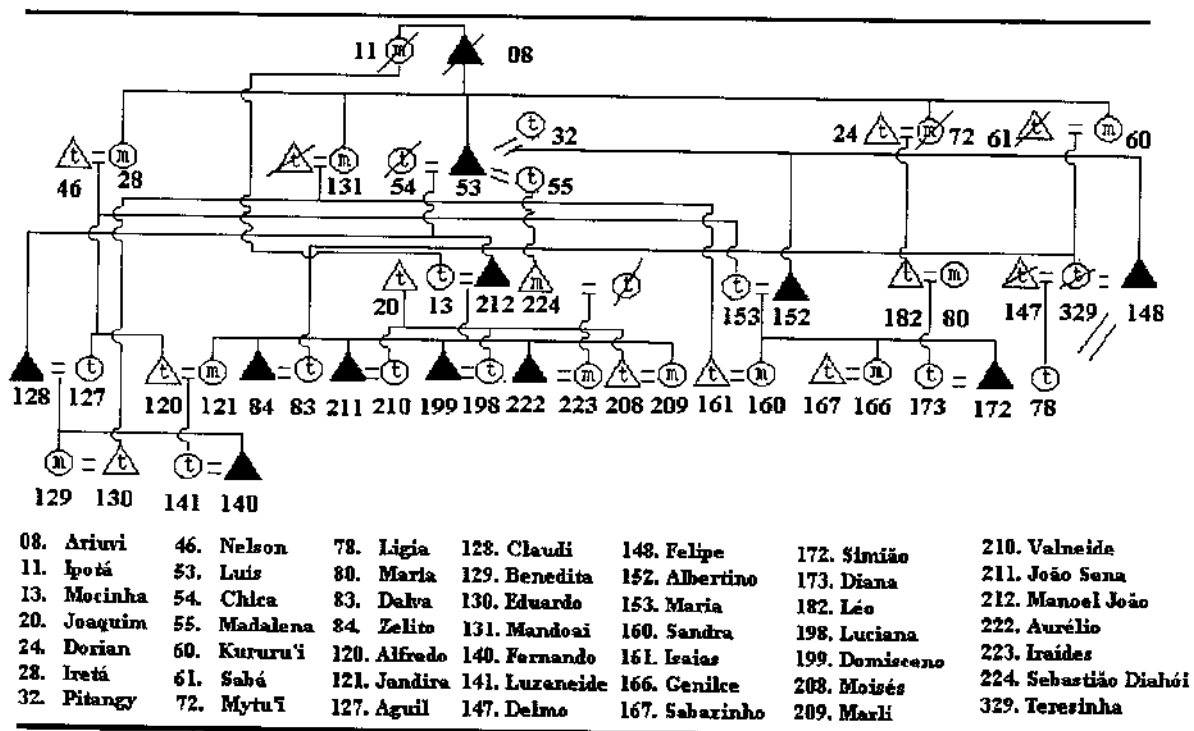 11 m 08
t 32
24 t m 72 61 t m 60
t m t m t 54 53 t 55
46 28 131
t t m t t m t t
20 13 212 224 153 152 182 80 147 329 148
t t m t t t m t m t m t m t t
128 127 120 121 84 83 211 210 199 198 222 223 208 209 161 160 167 166 173 172 78
m t t
129 130 141 140
08. Ariuvi 46. Nelson 78. Ligia 128. Claudi 148. Felipe 172. Simião 210. Valneide
11. Ipotá 53. Luis 80. Maria 129. Benedita 152. Albertino 173. Diana 211. João Sena
13. Mocinha 54. Chica 83. Dalva 130. Eduardo 153. Maria 182. Léo 212. Manoel João
20. Joaquim 55. Madalena 84. Zelito 131. Mandoai 160. Sandra 198. Luciana 222. Aurélio
24. Dorian 60. Kururu'i 120. Alfredo 140. Fernando 161. Isaias 199. Domisceno 223. Iraídes
28. Iretá 61. Sabá 121. Jandira 141. Luzaneide 166. Genilce 208. Moisés 224. Sebastião Diahói
32. Pitangy 72. Mytu'i 127. Aguil 147. Delmo 167. Sabazinho 209. Marli 329. Teresinha